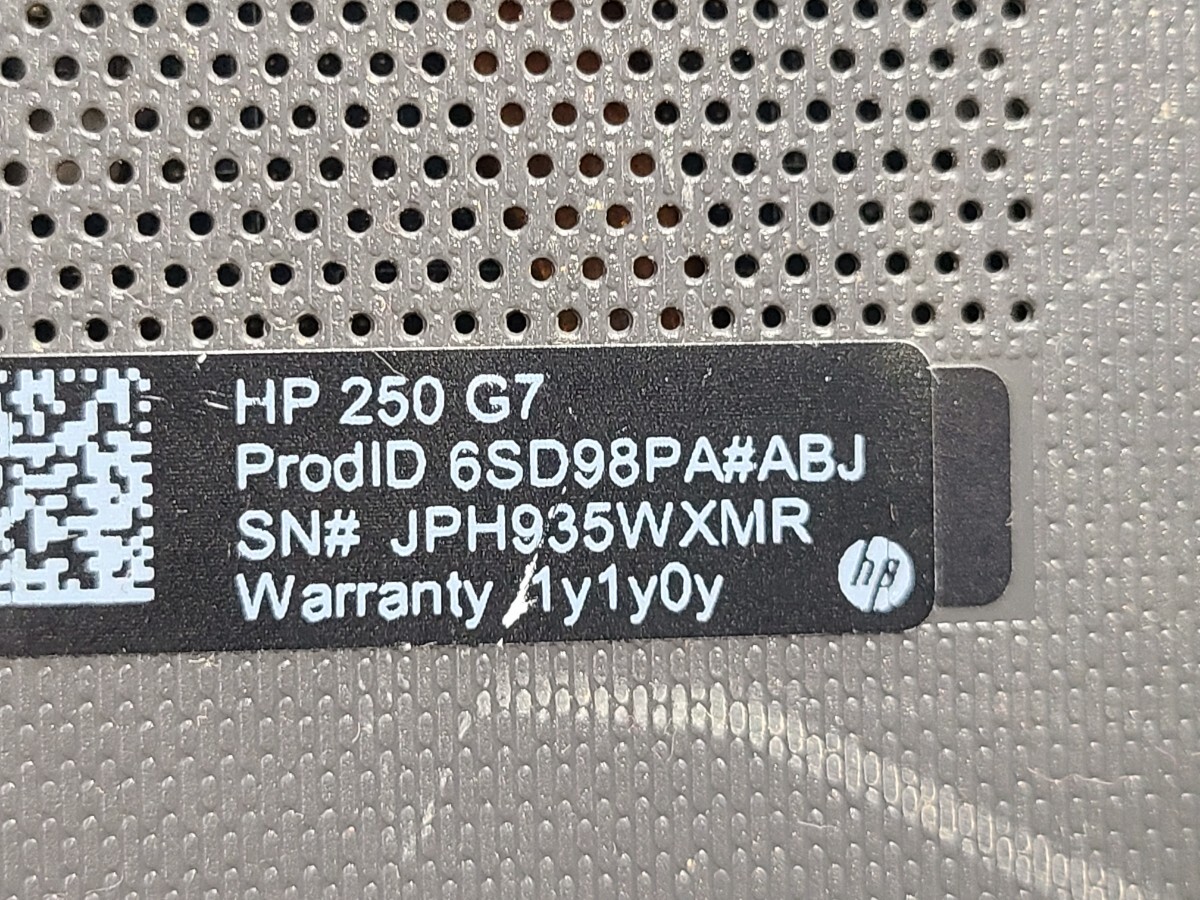 HP 250 G7
ProdID 6SD98PA#ABJ
SN# JPH935WXMR
Warranty 1y1y0y
hp